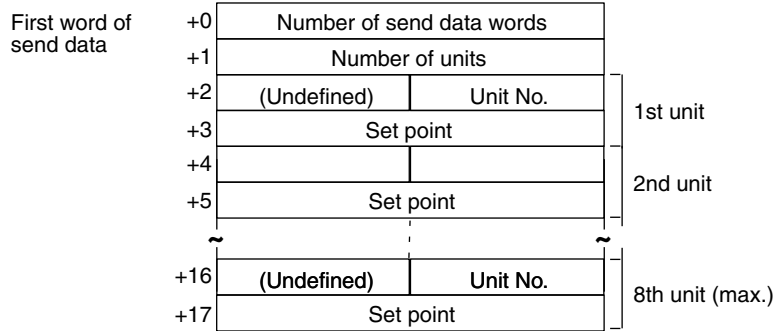 First word of
send data
+0 Number of send data words
+1 Number of units
+2 (Undefined) Unit No.
1st unit
+3 Set point
+4
2nd unit
+5 Set point
~ ~
+16 (Undefined) Unit No.
8th unit (max.)
+17 Set point